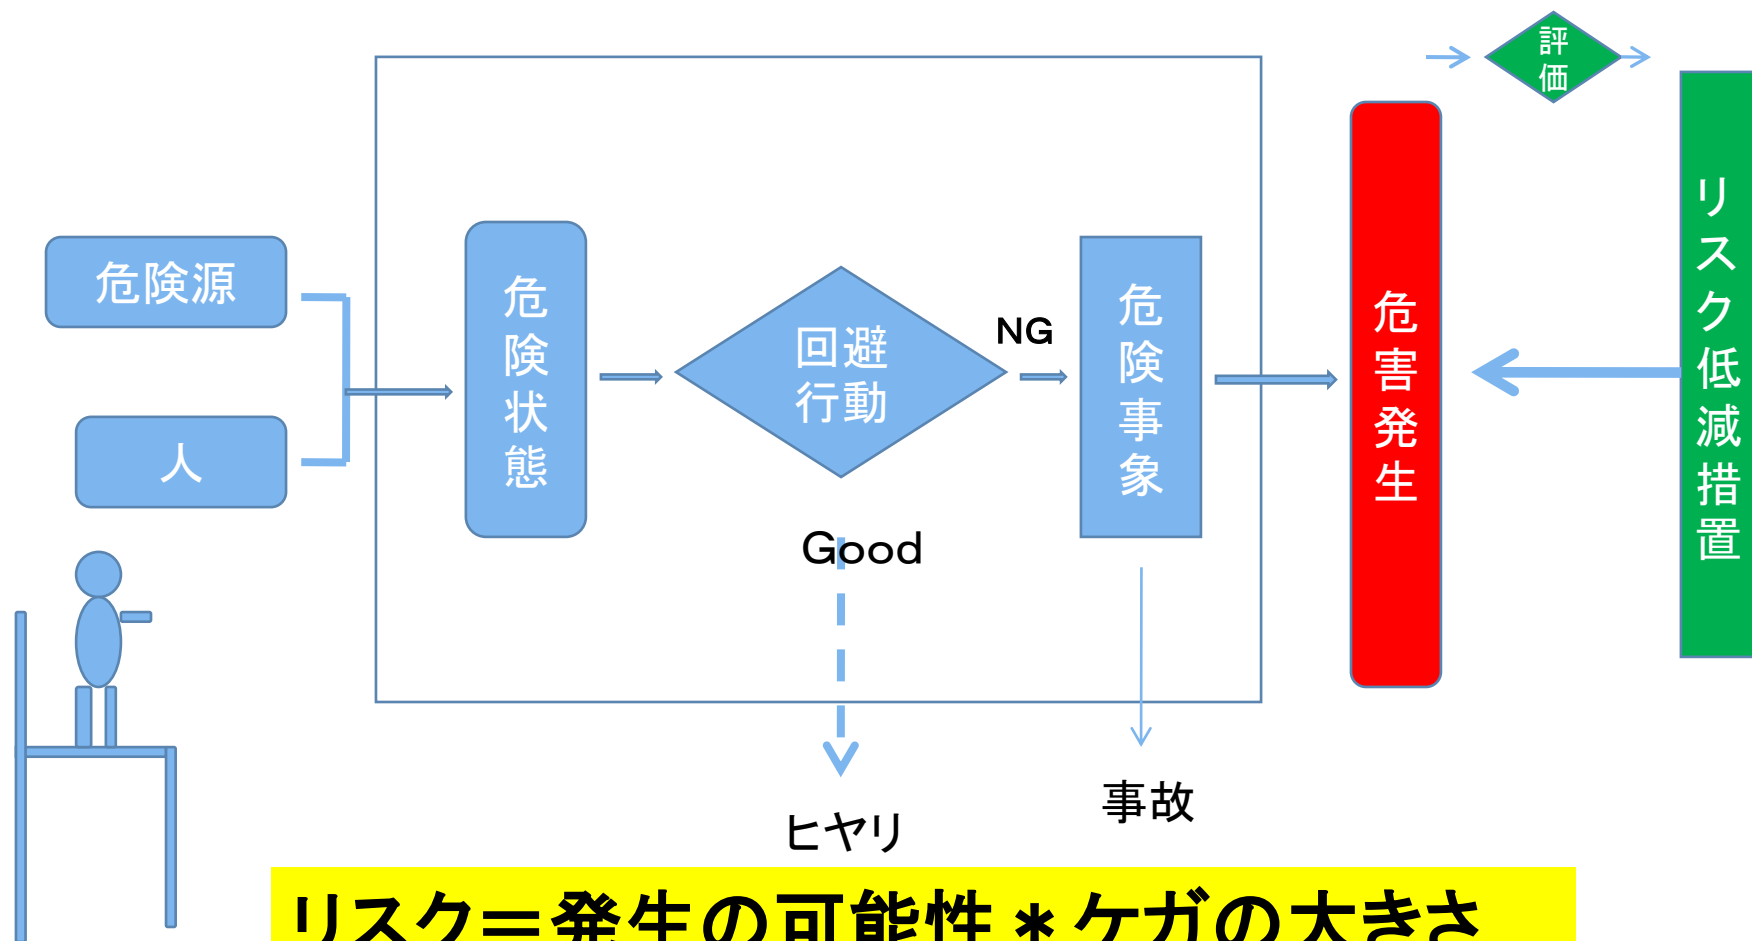 評価
危険源
人
危険状態
回避
行動
NG
Good
危険事象
危害発生
リスク低減措置
ヒヤリ
事故
リスク＝発生の可能性＊ケガの大きさ